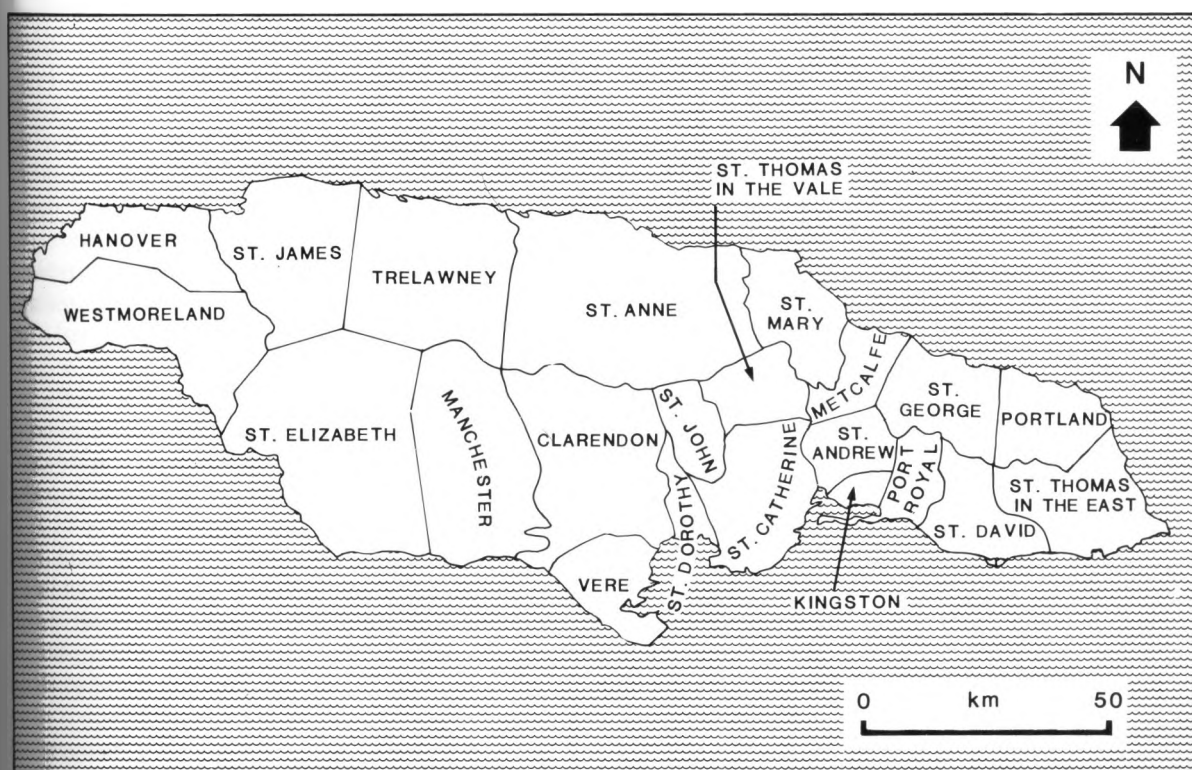 N
ST. THOMAS
IN THE VALE
HANOVER
ST. JAMES
TRELAWNEY
WESTMORELAND
ST. ANNE
ST.
MARY
METCALFE
ST.
GEORGE
PORTLAND
ST. ELIZABETH
MANCHESTER
CLARENDON
ST. JOHN
ST. CATHERINE
ST.
ANDREW
PORT
ROYAL
ST. THOMAS
IN THE EAST
ST. DAVID
ST. DOROTHY
VERE
KINGSTON
0 km 50